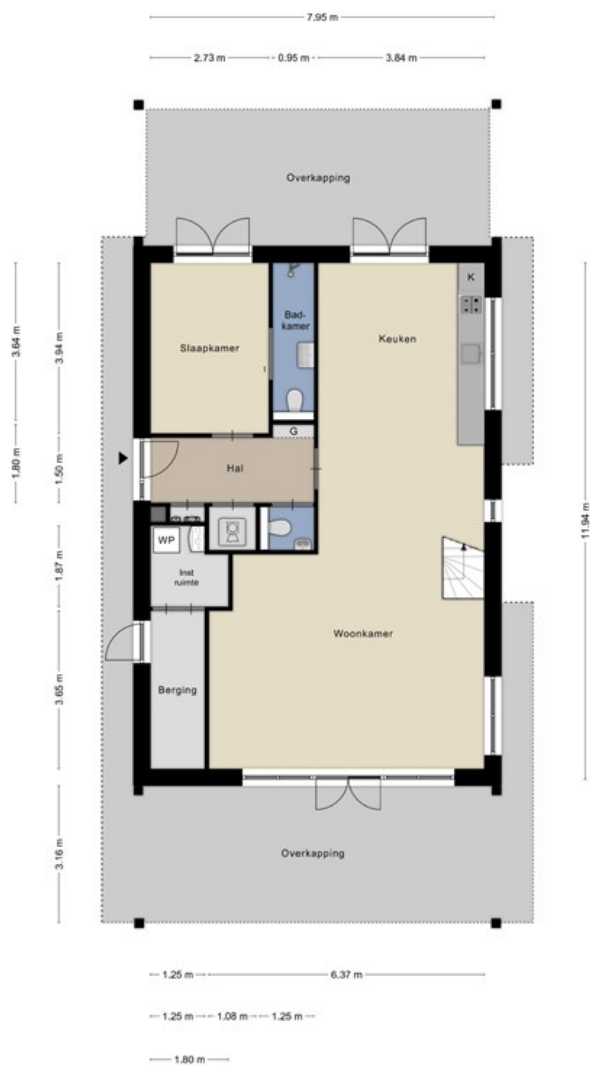 7.95 m
2.73 m
0.95 m
3.84 m
Overkapping
K
Bad-
kamer
Slaapkamer
Keuken
3.64 m
3.94 m
G
Hal
1.80 m
1.50 m
WP
Inst
ruimte
1.87 m
11.94 m
Woonkamer
Berging
3.65 m
Overkapping
3.16 m
1.25 m
6.37 m
1.25 m
1.08 m
1.25 m
1.80 m